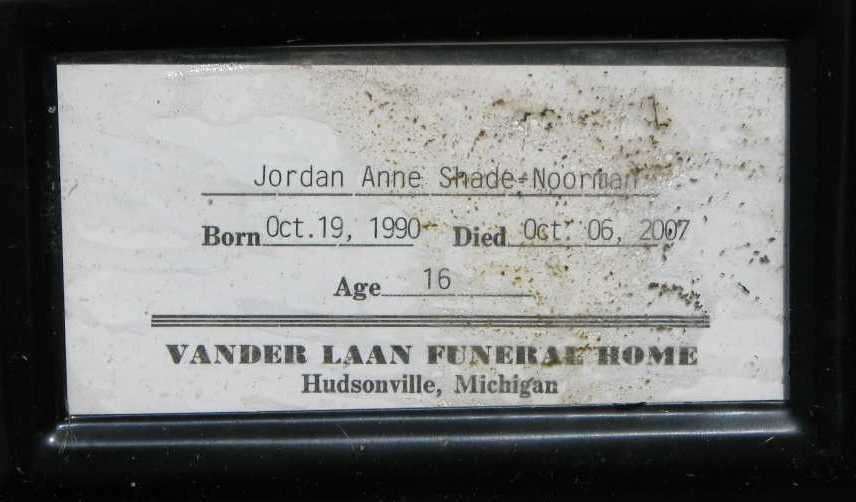 Jordan Anne Shade-Noorman
Born Oct.19, 1990 Died Oct. 06, 2007
Age 16
VANDER LAAN FUNERAL HOME
Hudsonville, Michigan